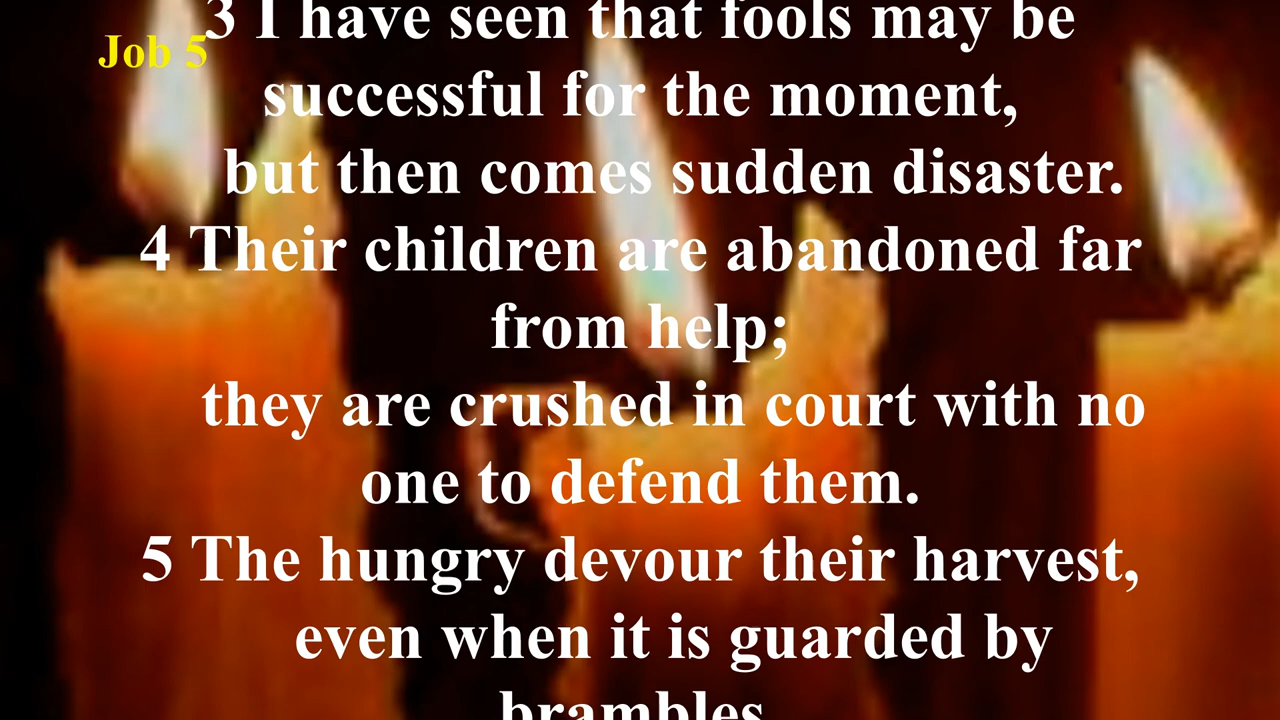 Job 5
3 I have seen that fools may be
successful for the moment,
but then comes sudden disaster.
4 Their children are abandoned far
from help;
they are crushed in court with no
one to defend them.
5 The hungry devour their harvest,
even when it is guarded by
brambles.